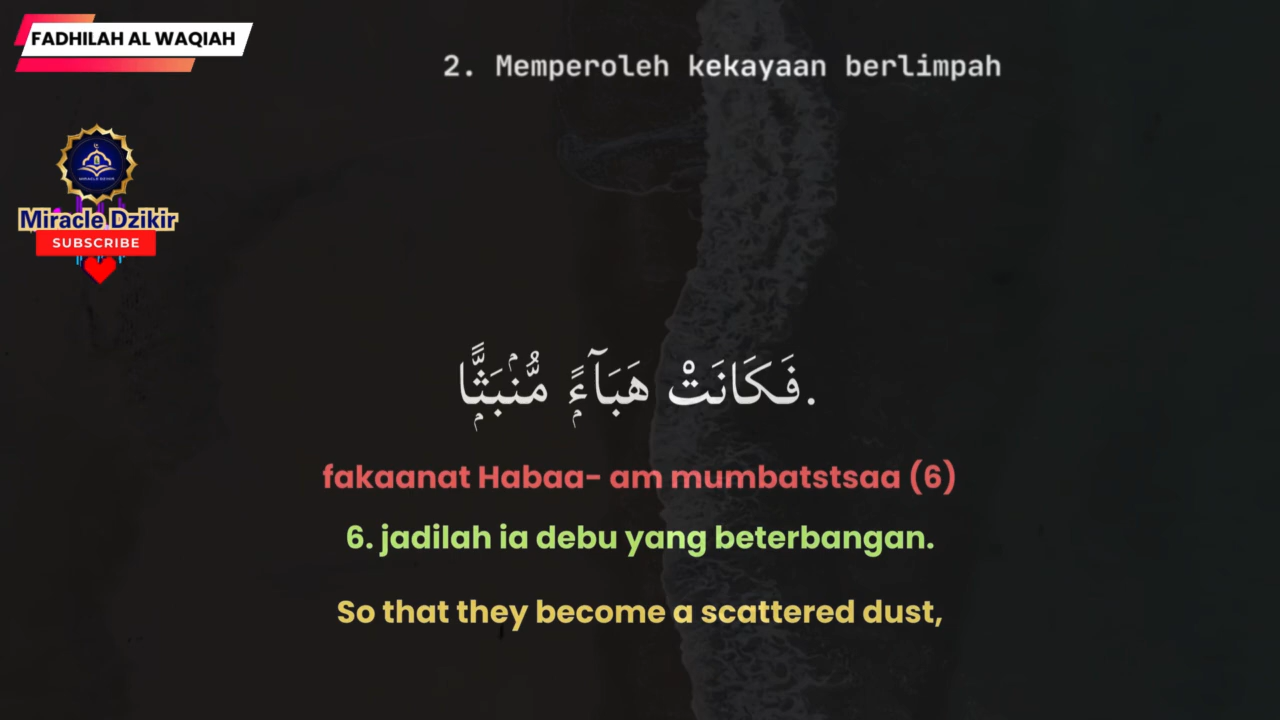 FADHILAH AL WAQIAH
2. Memperoleh kekayaan berlimpah
Miracle Dzikir
SUBSCRIBE
فَكَانَتْ هَبَاۤءً مُّنْۢبَثًّاۙ.
fakaanat Habaa- am mumbatstsaa (6)
6. jadilah ia debu yang beterbangan.
So that they become a scattered dust,